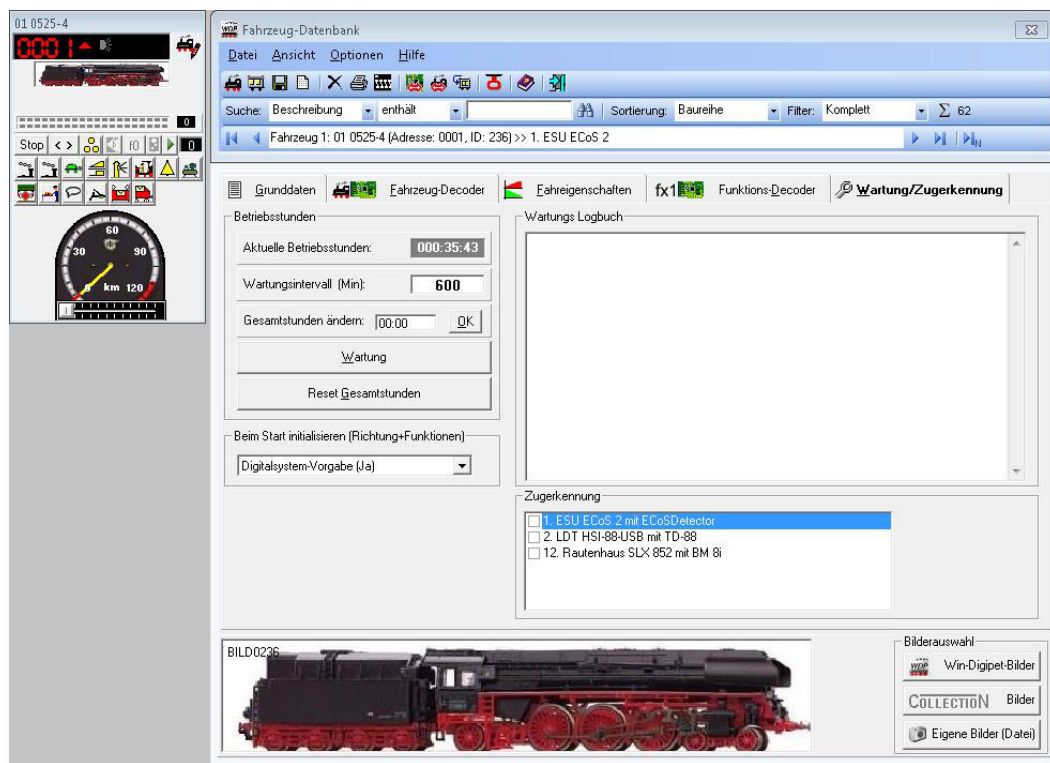 01 0525-4
0001
0
Stop < > f0 0
30 60 90
0 km 120
WDP Fahrzeug-Datenbank
Datei Ansicht Optionen Hilfe
Suche: Beschreibung enthält Sortierung: Baureihe Filter: Komplett Σ 62
Fahrzeug 1: 01 0525-4 (Adresse: 0001, ID: 236) >> 1. ESU ECoS 2
N
Grunddaten Fahrzeug-Decoder Fahreigenschaften fx1 Funktions-Decoder Wartung/Zugerkennung
Betriebsstunden
Aktuelle Betriebsstunden: 000:35:43
Wartungsintervall (Min): 600
Gesamtstunden ändern: 00:00 OK
Wartung
Reset Gesamtstunden
Beim Start initialisieren (Richtung+Funktionen)
Digitalsystem-Vorgabe (Ja)
Wartungs Logbuch
Zugerkennung
1. ESU ECoS 2 mit ECoSDetector
2. LDT HSI-88-USB mit TD-88
12. Rautenhaus SLX 852 mit BM 8i
BILD0236
Bilderauswahl
WDP Win-Digipet-Bilder
COLLECTION Bilder
Eigene Bilder (Datei)